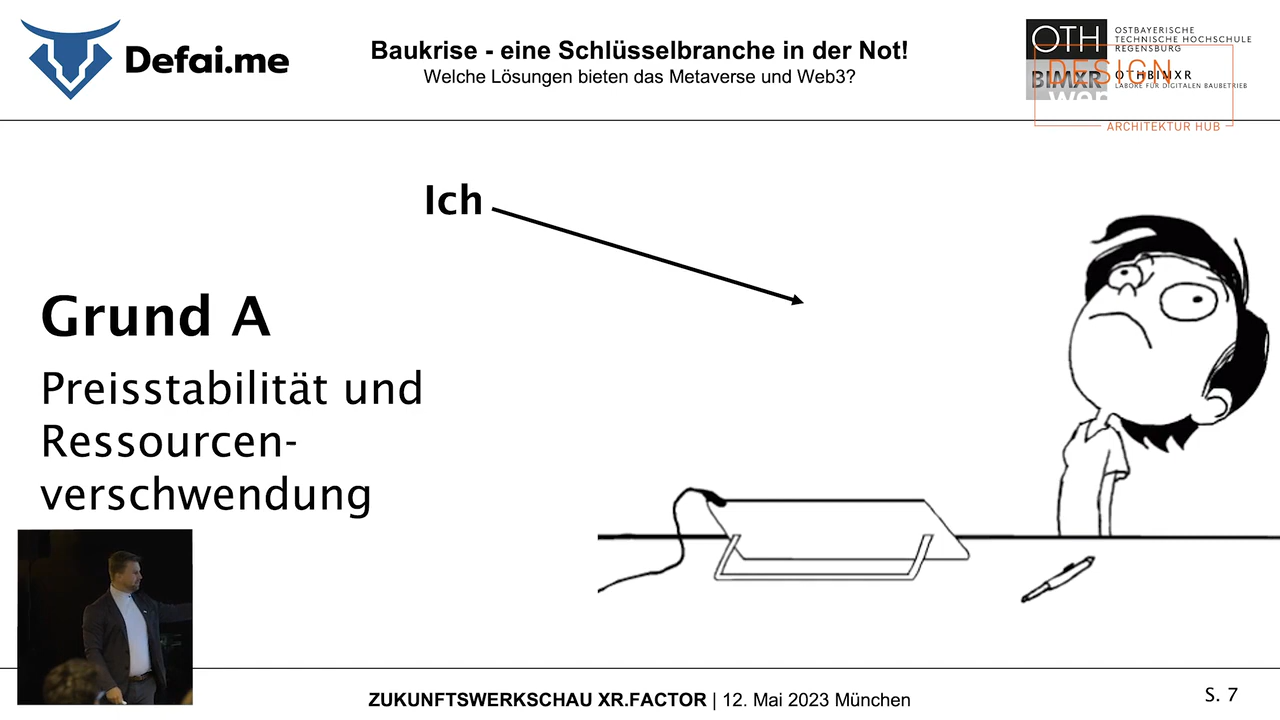 Defai.me
Baukrise - eine Schlüsselbranche in der Not!
Welche Lösungen bieten das Metaverse und Web3?
OTH
OSTBAYERISCHE
TECHNISCHE HOCHSCHULE
REGENSBURG
DESIGN
BIMXR
OTHBIMXR
LABORE FÜR DIGITALEN BAUBETRIEB
ARCHITEKTUR HUB
Ich
Grund A
Preisstabilität und
Ressourcen-
verschwendung
ZUKUNFTSWERKSCHAU XR.FACTOR | 12. Mai 2023 München
S. 7